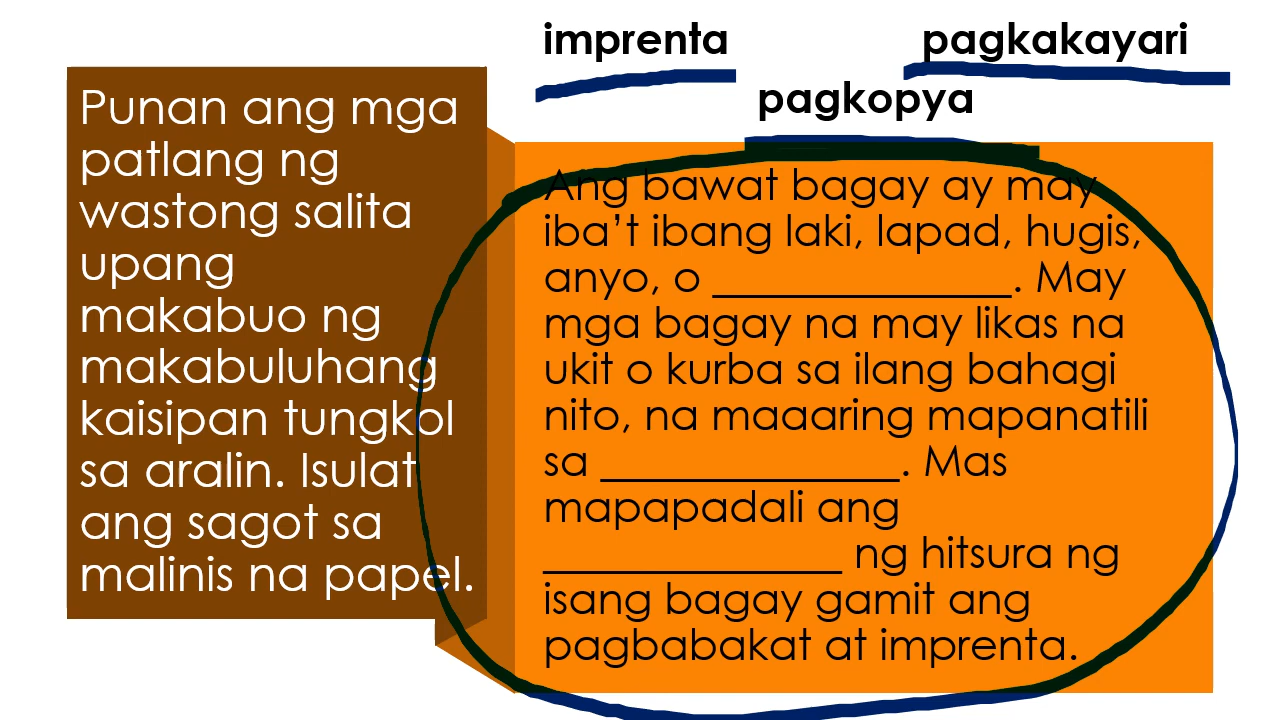 imprenta
pagkakayari
pagkopya
Punan ang mga
patlang ng
wastong salita
upang
makabuo ng
makabuluhang
kaisipan tungkol
sa aralin. Isulat
ang sagot sa
malinis na papel.
Ang bawat bagay ay may
iba't ibang laki, lapad, hugis,
anyo, o ______________. May
mga bagay na may likas na
ukit o kurba sa ilang bahagi
nito, na maaaring mapanatili
sa ______________. Mas
mapapadali ang
______________ ng hitsura ng
isang bagay gamit ang
pagbabakat at imprenta.